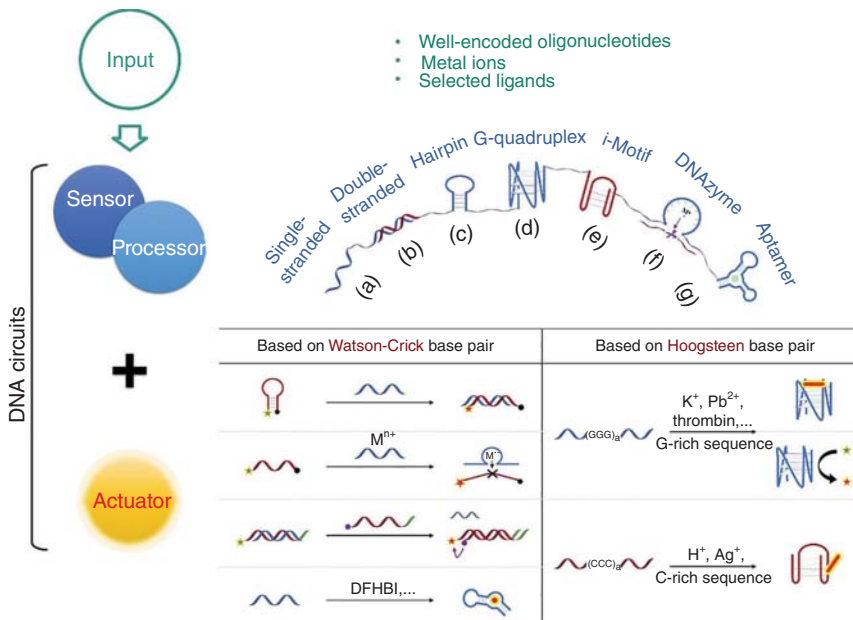 Input
• Well-encoded oligonucleotides
• Metal ions
• Selected ligands
Sensor
Processor
DNA circuits
Actuator
Single-
stranded
Double-
stranded
Hairpin
G-quadruplex
i-Motif
DNAzyme
Aptamer
(a)
(b)
(c)
(d)
(e)
(f)
(g)
Based on Watson-Crick base pair
Based on Hoogsteen base pair
Mⁿ⁺
DFHBI,...
(GGG)ₐ
K⁺, Pb²⁺,
thrombin,...
G-rich sequence
(CCC)ₐ
H⁺, Ag⁺,
C-rich sequence